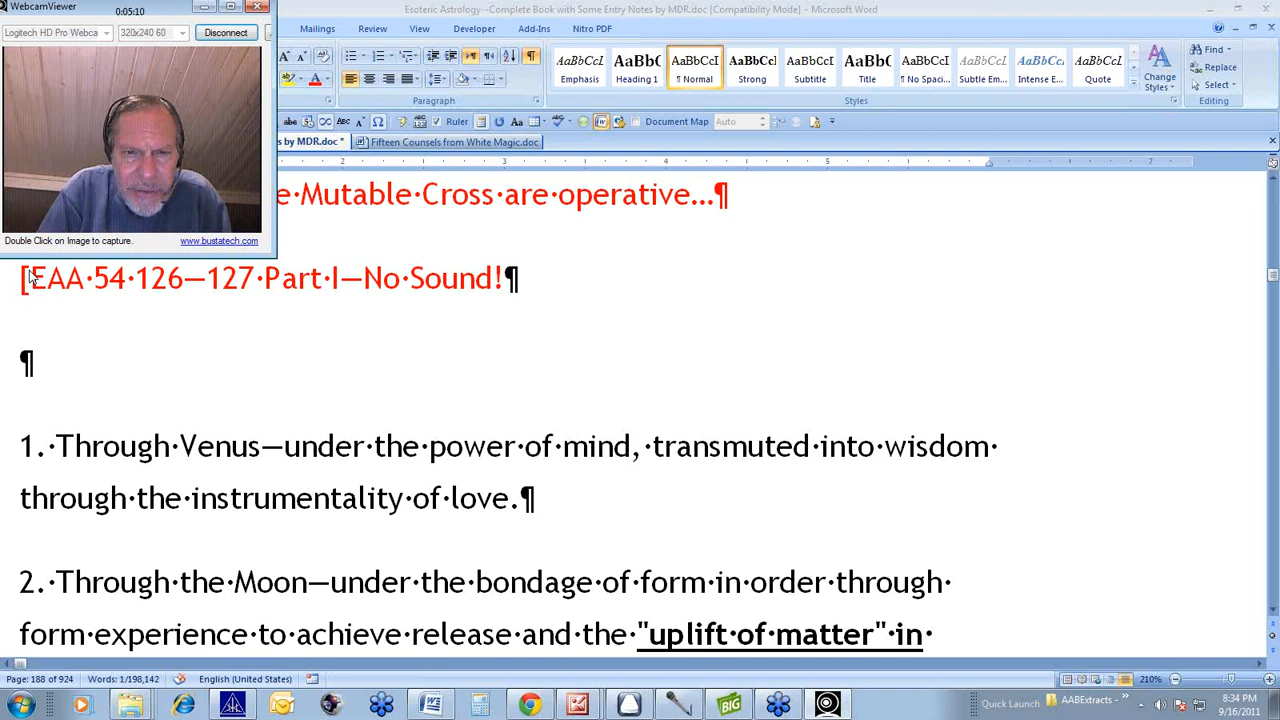 WebcamViewer
0:05:10
Esoteric Astrology--Complete Book with Some Entry Notes by MDR.doc [Compatibility Mode] - Microsoft Word
Logitech HD Pro Webca 320x240 60 Disconnect
Mailings Review View Developer Add-Ins Nitro PDF
AaBbCcI AaBbC AaBbCcI AaBbCc AaBbCcI AaBbC AaBbCcI AaBbCcI AaBbCcI AaBbCcI
Emphasis Heading 1 ¶ Normal Strong Subtitle Title ¶ No Spaci... Subtle Em... Intense E... Quote
Change Styles
Find
Replace
Select
Paragraph Styles Editing
Ruler Document Map Auto
s by MDR.doc * Fifteen Counsels from White Magic.doc
2 3 4 5 7
e·Mutable·Cross·are·operative…¶
Double Click on Image to capture. www.bustatech.com
[EAA·54·126—127·Part·I—No·Sound!¶
¶
1.·Through·Venus—under·the·power·of·mind,·transmuted·into·wisdom·
through·the·instrumentality·of·love.¶
2.·Through·the·Moon—under·the·bondage·of·form·in·order·through·
form·experience·to·achieve·release·and·the·"uplift·of·matter"·in·
Page: 188 of 924 Words: 1/198,142 English (United States) 210%
BIG Quick Launch AABExtracts - 8:34 PM
9/16/2011